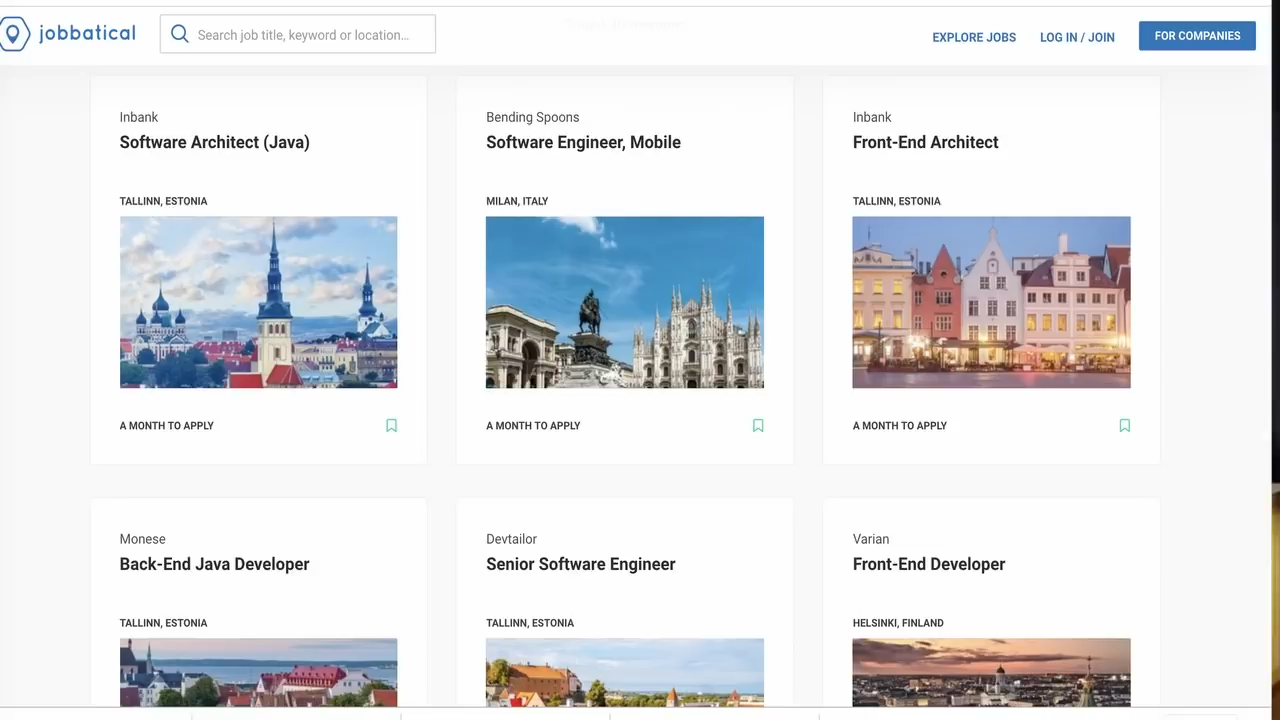 jobbatical
Search job title, keyword or location...
EXPLORE JOBS
LOG IN / JOIN
FOR COMPANIES
Inbank
Software Architect (Java)
TALLINN, ESTONIA
A MONTH TO APPLY
Bending Spoons
Software Engineer, Mobile
MILAN, ITALY
A MONTH TO APPLY
Inbank
Front-End Architect
TALLINN, ESTONIA
A MONTH TO APPLY
Monese
Back-End Java Developer
TALLINN, ESTONIA
Devtailor
Senior Software Engineer
TALLINN, ESTONIA
Varian
Front-End Developer
HELSINKI, FINLAND